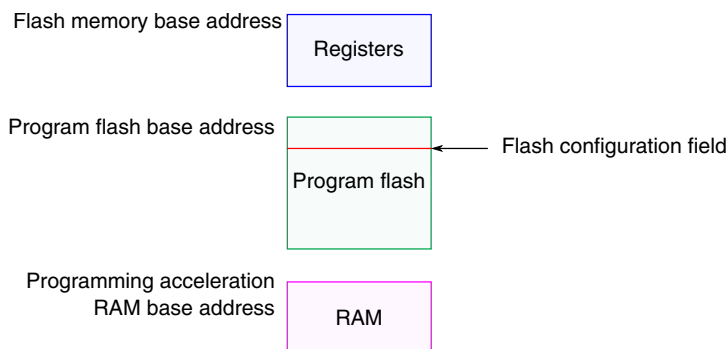 Flash memory base address
Registers
Program flash base address
Flash configuration field
Program flash
Programming acceleration
RAM base address
RAM